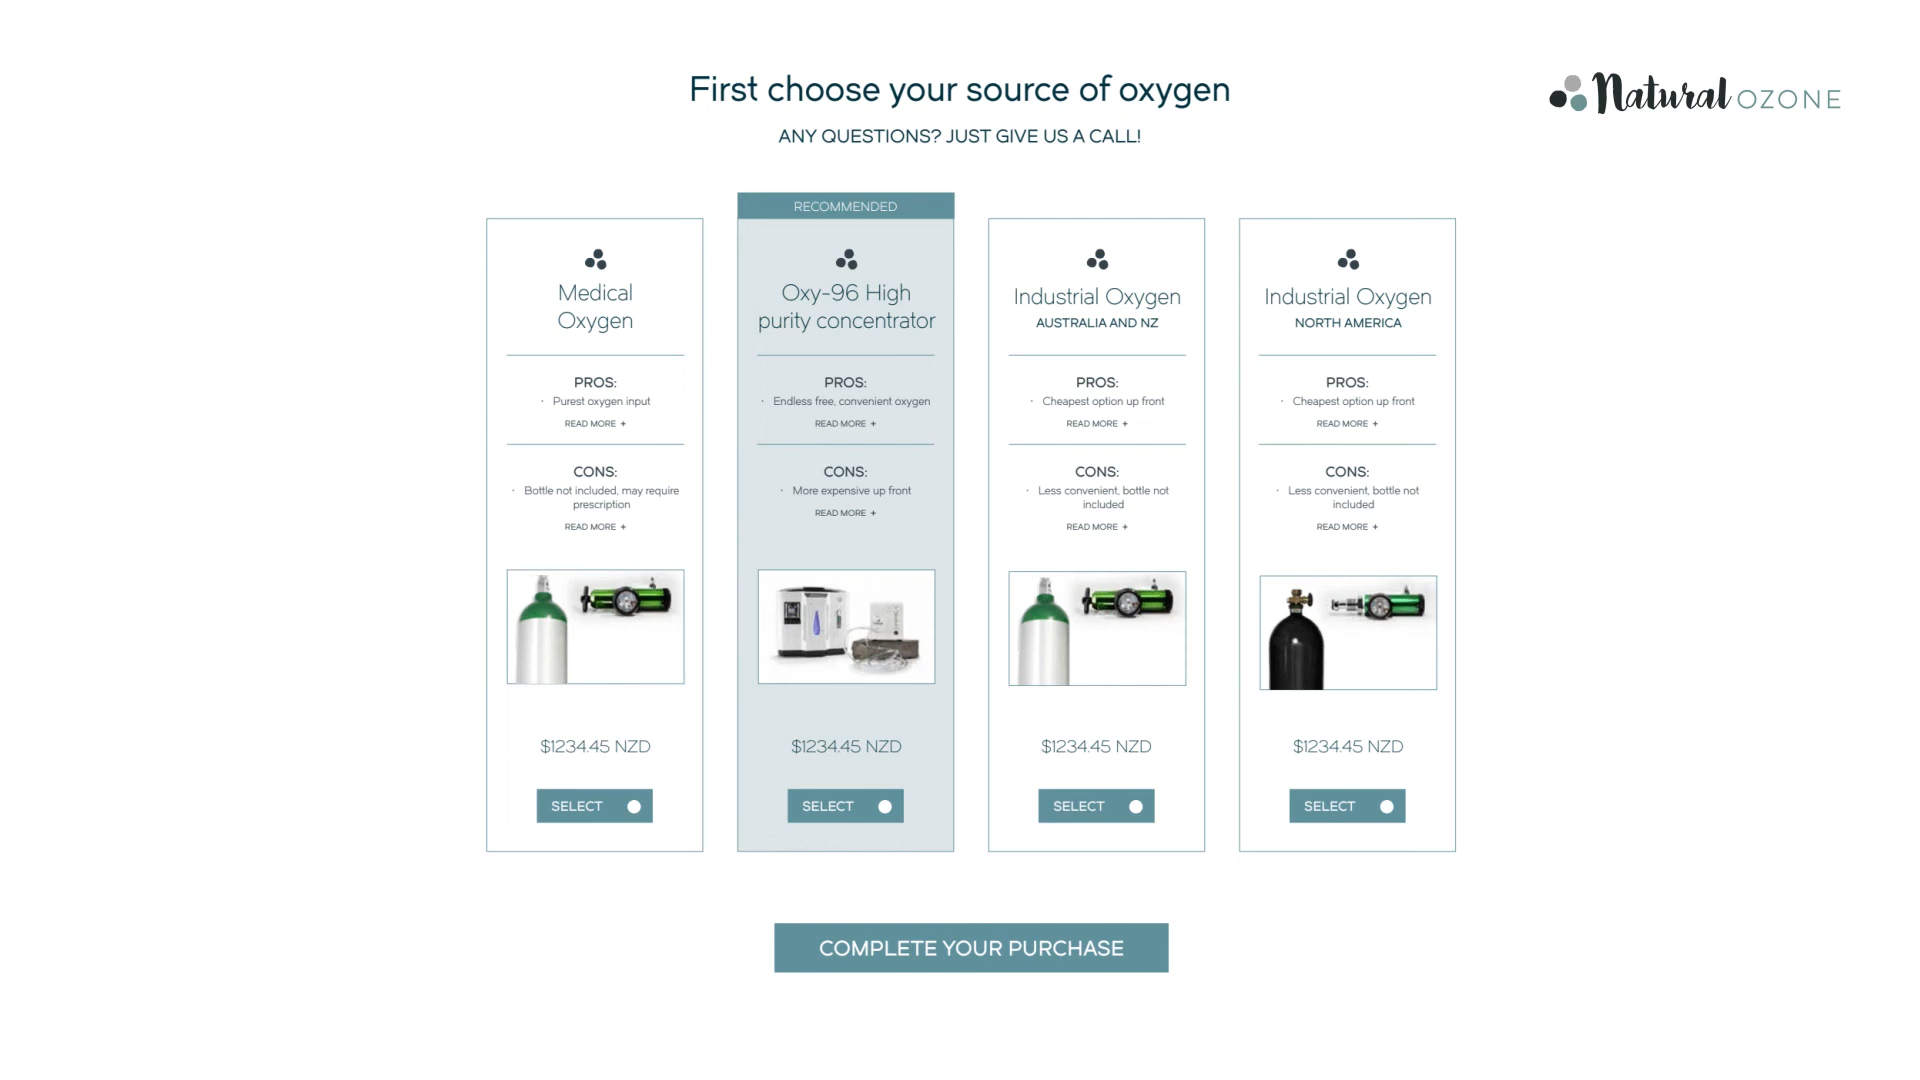 First choose your source of oxygen
Natural OZONE
ANY QUESTIONS? JUST GIVE US A CALL!
RECOMMENDED
Medical
Oxygen
PROS:
· Purest oxygen input
READ MORE +
CONS:
· Bottle not included, may require
prescription
READ MORE +
$1234.45 NZD
SELECT
Oxy-96 High
purity concentrator
PROS:
· Endless free, convenient oxygen
READ MORE +
CONS:
· More expensive up front
READ MORE +
$1234.45 NZD
SELECT
Industrial Oxygen
AUSTRALIA AND NZ
PROS:
· Cheapest option up front
READ MORE +
CONS:
· Less convenient, bottle not
included
READ MORE +
$1234.45 NZD
SELECT
Industrial Oxygen
NORTH AMERICA
PROS:
· Cheapest option up front
READ MORE +
CONS:
· Less convenient, bottle not
included
READ MORE +
$1234.45 NZD
SELECT
COMPLETE YOUR PURCHASE